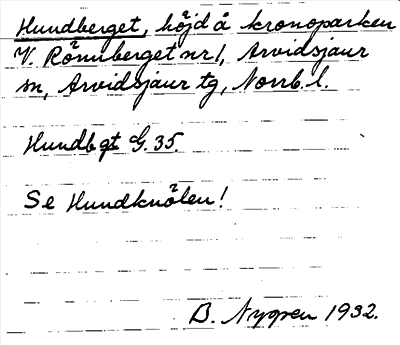 Hundberget, höjd å kronoparken
V. Rönnberget nr 1, Arvidsjaur
sn, Arvidsjaur tg, Norrb. l.
Hundbgt G. 35.
Se Hundknölen!
B. Nygren 1932.